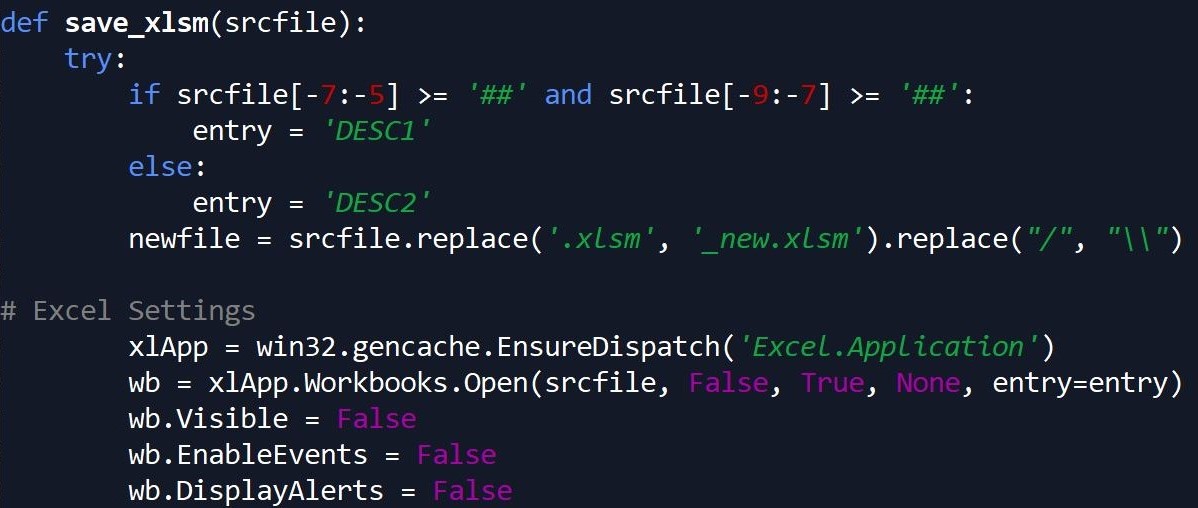 def save_xlsm(srcfile):
    try:
        if srcfile[-7:-5] >= '##' and srcfile[-9:-7] >= '##':
            entry = 'DESC1'
        else:
            entry = 'DESC2'
        newfile = srcfile.replace('.xlsm', '_new.xlsm').replace("/", "\\")
# Excel Settings
        xlApp = win32.gencache.EnsureDispatch('Excel.Application')
        wb = xlApp.Workbooks.Open(srcfile, False, True, None, entry=entry)
        wb.Visible = False
        wb.EnableEvents = False
        wb.DisplayAlerts = False